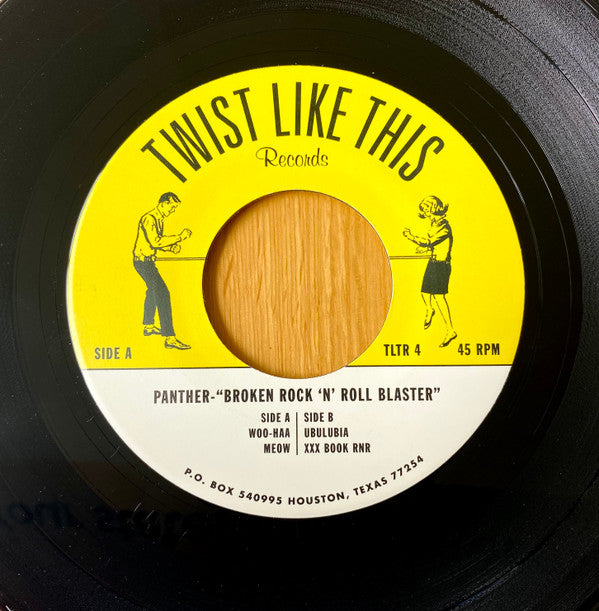 TWIST LIKE THIS
Records
SIDE A
TLTR 4 45 RPM
PANTHER-“BROKEN ROCK ‘N’ ROLL BLASTER”
SIDE A | SIDE B
WOO-HAA | UBULUBIA
MEOW | XXX BOOK RNR
P.O. BOX 540995 HOUSTON, TEXAS 77254